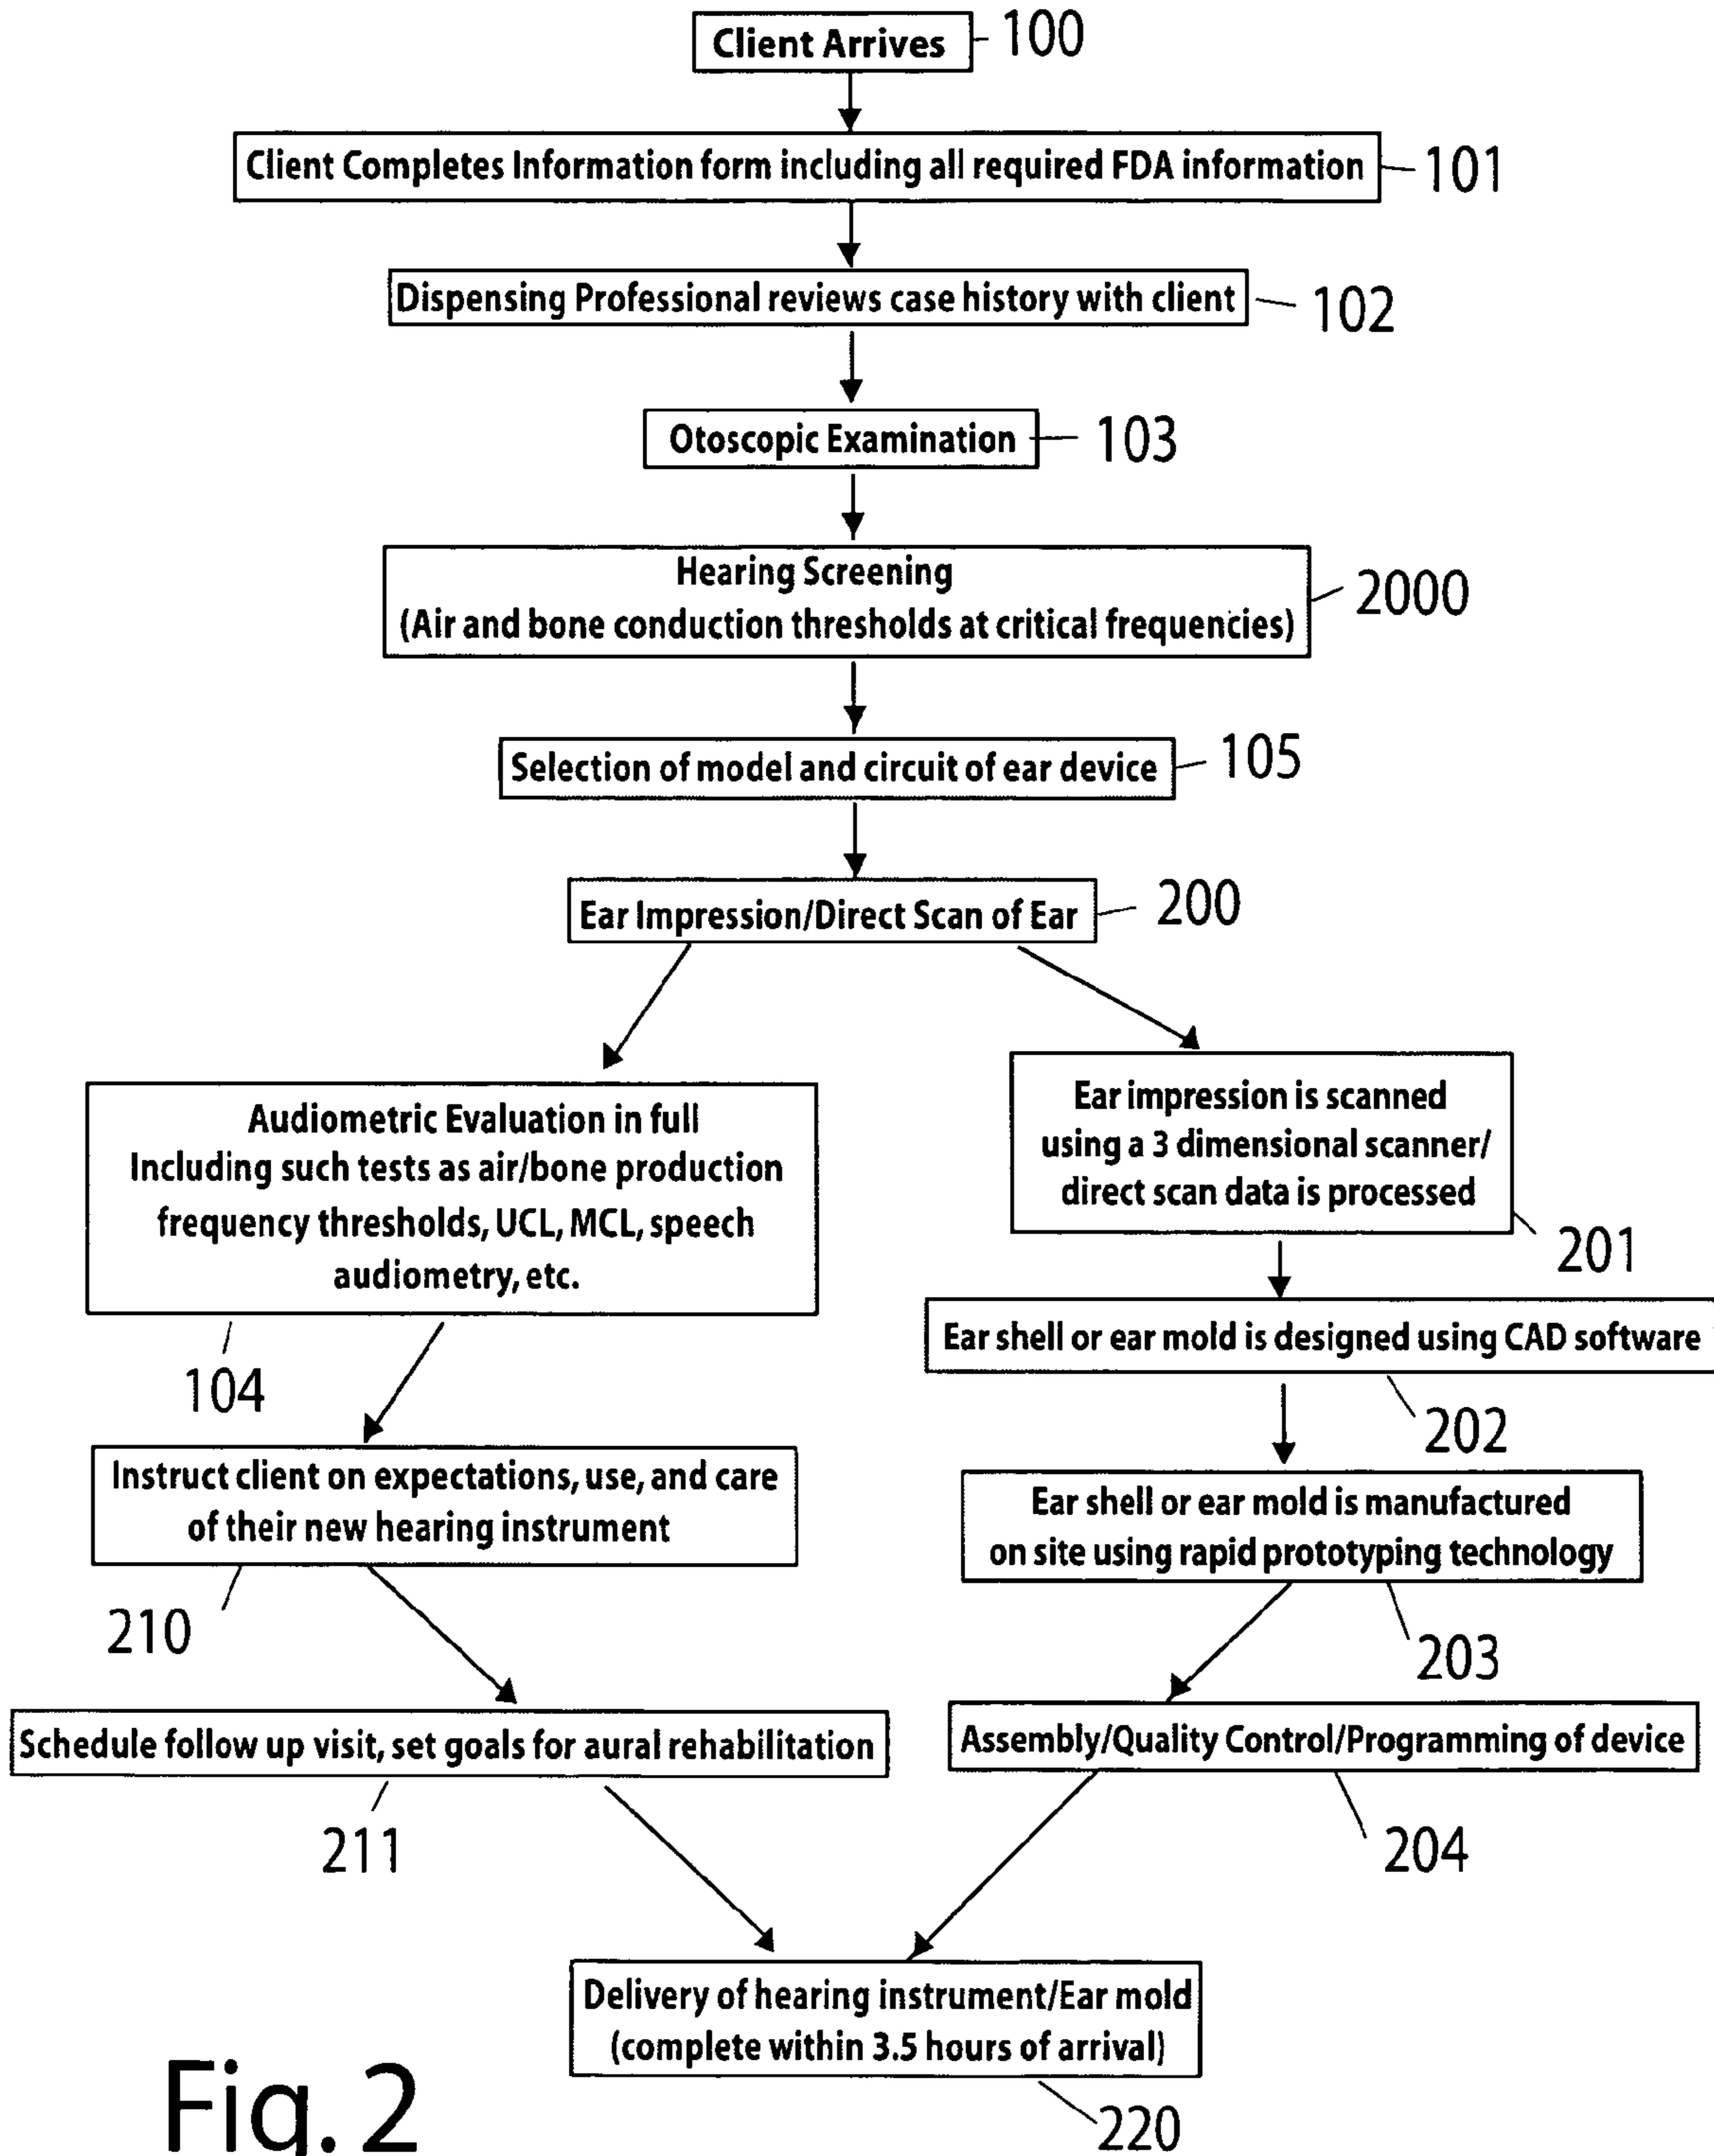 Client Arrives
100
Client Completes Information form including all required FDA information
101
Dispensing Professional reviews case history with client
102
Otoscopic Examination
103
Hearing Screening
(Air and bone conduction thresholds at critical frequencies)
2000
Selection of model and circuit of ear device
105
Ear Impression/Direct Scan of Ear
200
Audiometric Evaluation in full
Including such tests as air/bone production
frequency thresholds, UCL, MCL, speech
audiometry, etc.
104
Instruct client on expectations, use, and care
of their new hearing instrument
210
Schedule follow up visit, set goals for aural rehabilitation
211
Ear impression is scanned
using a 3 dimensional scanner/
direct scan data is processed
201
Ear shell or ear mold is designed using CAD software
202
Ear shell or ear mold is manufactured
on site using rapid prototyping technology
203
Assembly/Quality Control/Programming of device
204
Delivery of hearing instrument/Ear mold
(complete within 3.5 hours of arrival)
220
Fig. 2